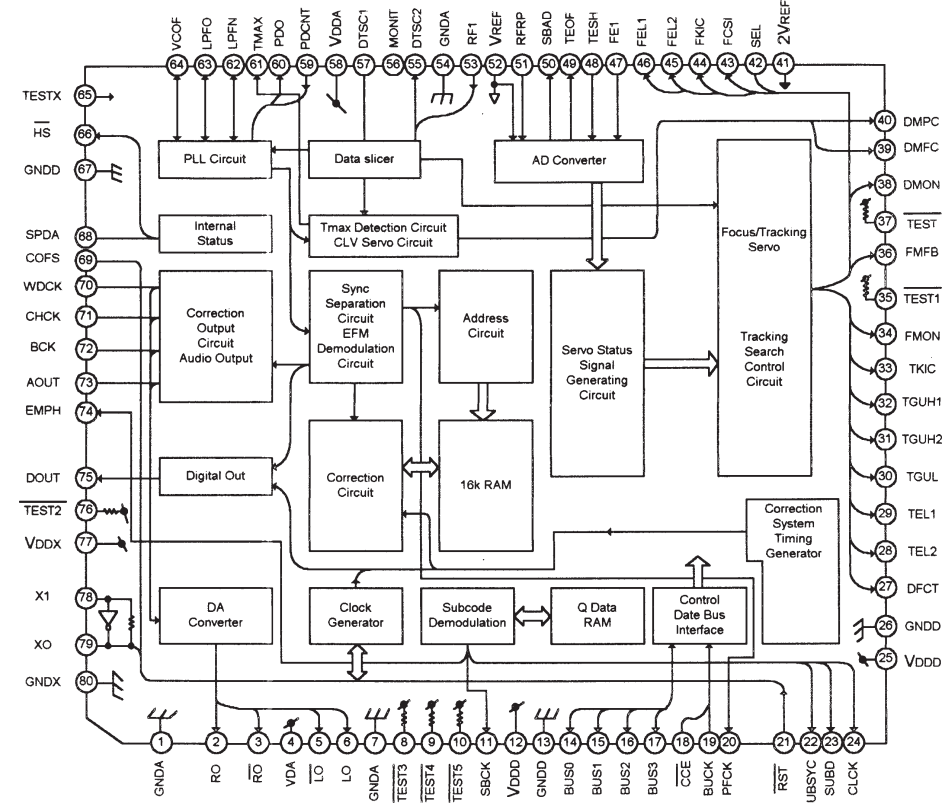 VCOF
LPFO
LPFN
TMAX
PDO
PDCNT
VDDA
DTSC1
MONIT
DTSC2
GNDA
RF1
VREF
RFRP
SBAD
TEOF
TESH
FE1
FEL1
FEL2
FKIC
FCSI
SEL
2VREF
64
63
62
61
60
59
58
57
56
55
54
53
52
51
50
49
48
47
46
45
44
43
42
41
TESTX 65
HS 66
GNDD 67
SPDA 68
COFS 69
WDCK 70
CHCK 71
BCK 72
AOUT 73
EMPH 74
DOUT 75
TEST2 76
VDDX 77
X1 78
XO 79
GNDX 80
PLL Circuit
Data slicer
AD Converter
Internal
Status
Tmax Detection Circuit
CLV Servo Circuit
Focus/Tracking
Servo
Tracking
Search
Control
Circuit
Correction
Output
Circuit
Audio Output
Sync
Separation
Circuit
EFM
Demodulation
Circuit
Address
Circuit
Servo Status
Signal
Generating
Circuit
Digital Out
Correction
Circuit
16k RAM
Correction
System
Timing
Generator
DA
Converter
Clock
Generator
Subcode
Demodulation
Q Data
RAM
Control
Date Bus
Interface
40 DMPC
39 DMFC
38 DMON
37 TEST
36 FMFB
35 TEST1
34 FMON
33 TKIC
32 TGUH1
31 TGUH2
30 TGUL
29 TEL1
28 TEL2
27 DFCT
26 GNDD
25 VDDD
1
2
3
4
5
6
7
8
9
10
11
12
13
14
15
16
17
18
19
20
21
22
23
24
GNDA
RO
RO
VDA
LO
LO
GNDA
TEST3
TEST4
TEST5
SBCK
VDDD
GNDD
BUS0
BUS1
BUS2
BUS3
CCE
BUCK
PFCK
RST
UBSYC
SUBD
CLCK